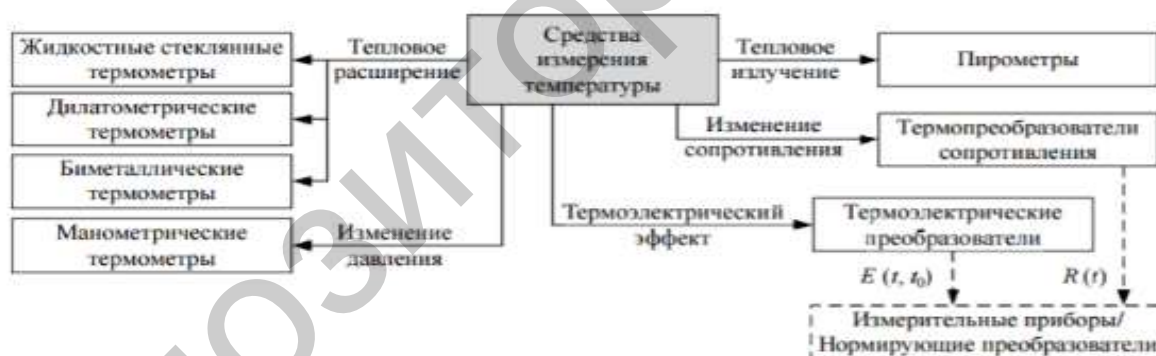 Средства
измерения
температуры
Жидкостные стеклянные
термометры
Тепловое
расширение
Тепловое
излучение
Пирометры
Дилатометрические
термометры
Биметаллические
термометры
Изменение
сопротивления
Термопреобразователи
сопротивления
Манометрические
термометры
Изменение
давления
Термоэлектрический
эффект
Термоэлектрические
преобразователи
E (t, t₀)
R (t)
Измерительные приборы/
Нормирующие преобразователи
ОЗИТОР